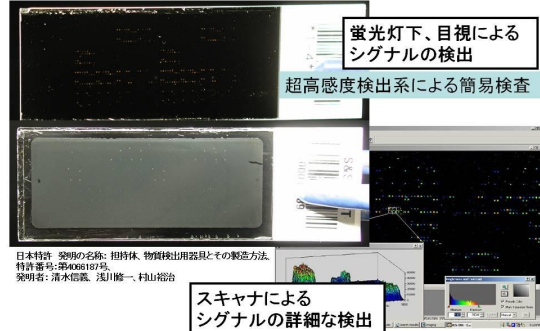 蛍光灯下、目視による
シグナルの検出
超高感度検出系による簡易検査
日本特許 発明の名称: 担持体、物質検出用器具とその製造方法、
特許番号:第4066187号、
発明者: 清水信義、浅川修一、村山裕治
スキャナによる
シグナルの詳細な検出